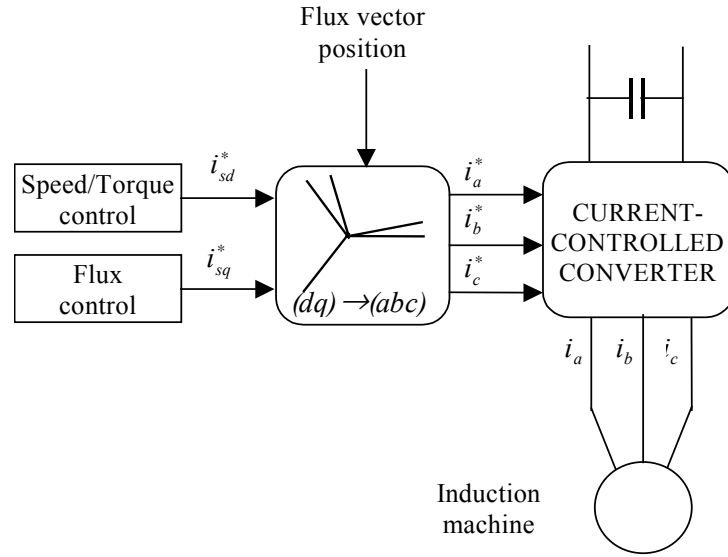 Flux vector
position
Speed/Torque
control
i*sd
Flux
control
i*sq
(dq) →(abc)
i*a
i*b
i*c
CURRENT-
CONTROLLED
CONVERTER
ia
ib
ic
Induction
machine